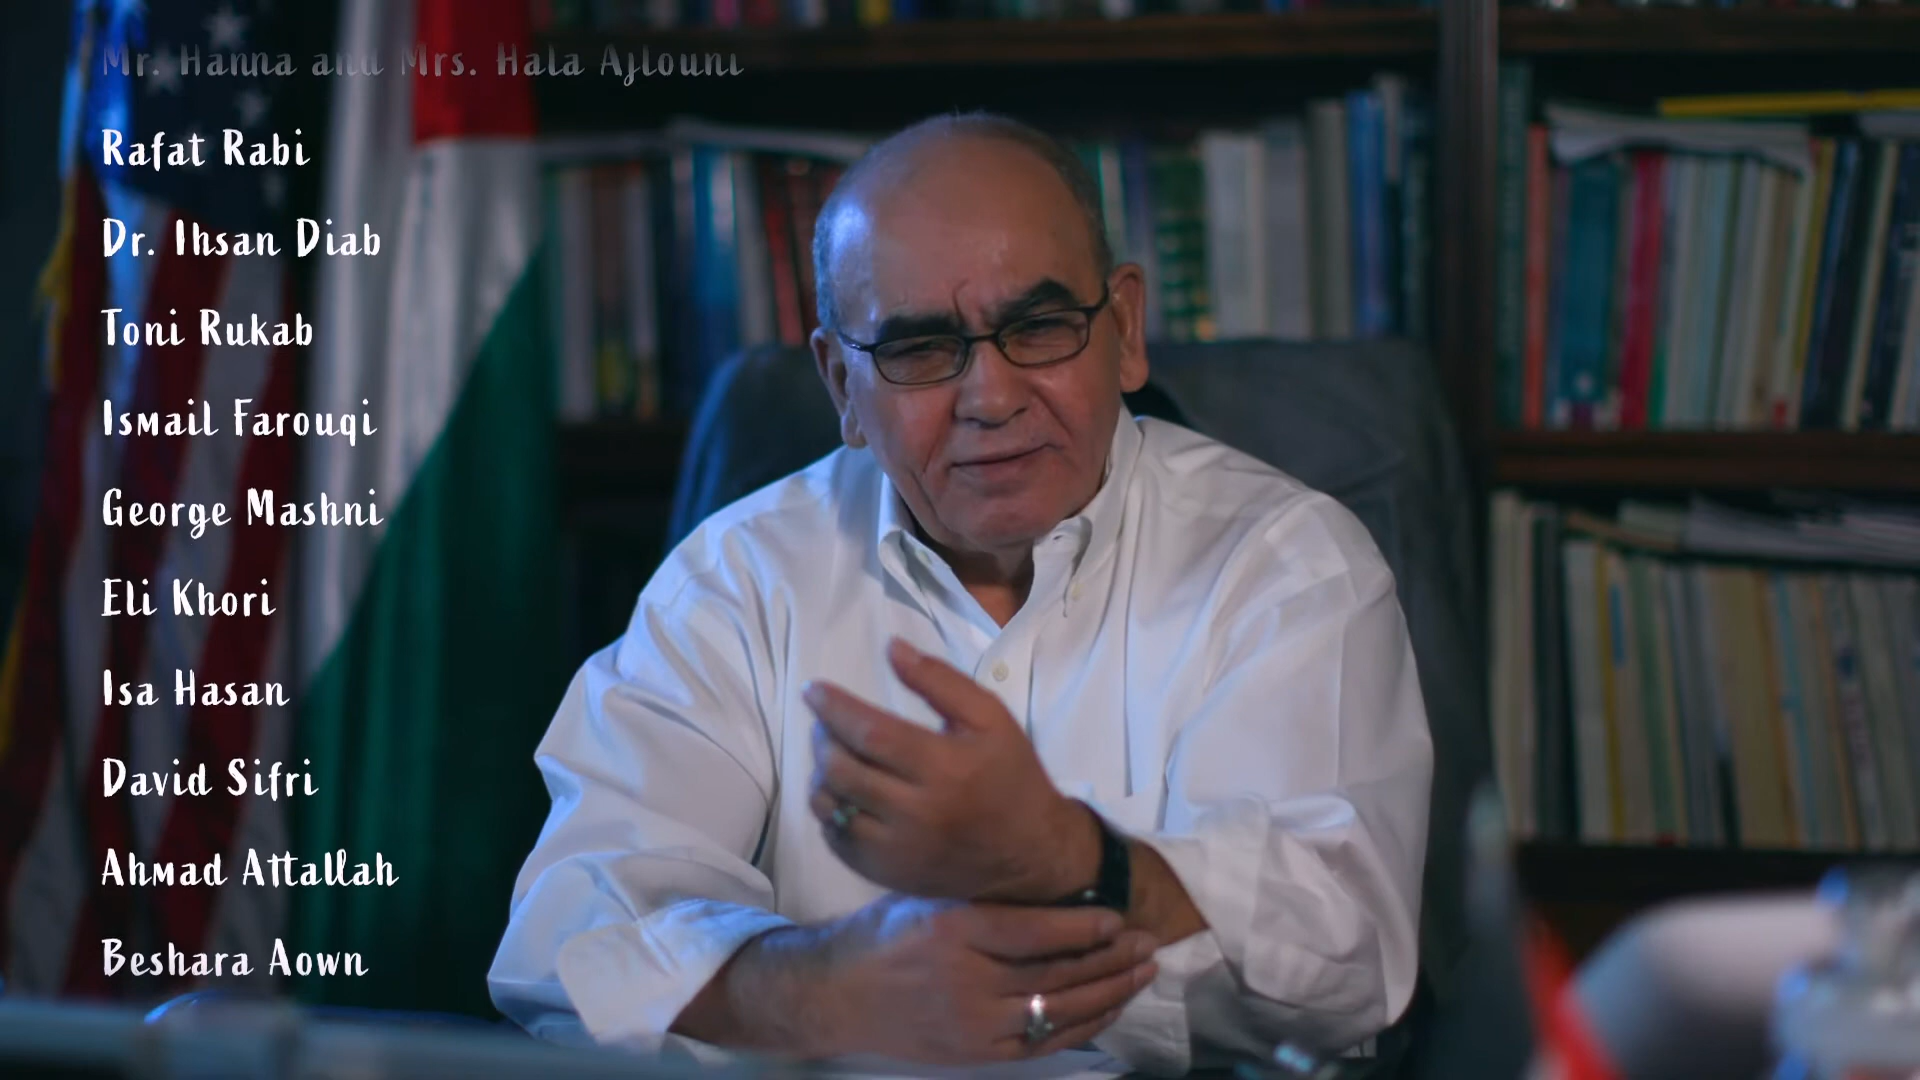 Mr. Hanna and Mrs. Hala Ajlouni
Rafat Rabi
Dr. Ihsan Diab
Toni Rukab
Ismail Farouqi
George Mashni
Eli Khori
Isa Hasan
David Sifri
Ahmad Attallah
Beshara Aown